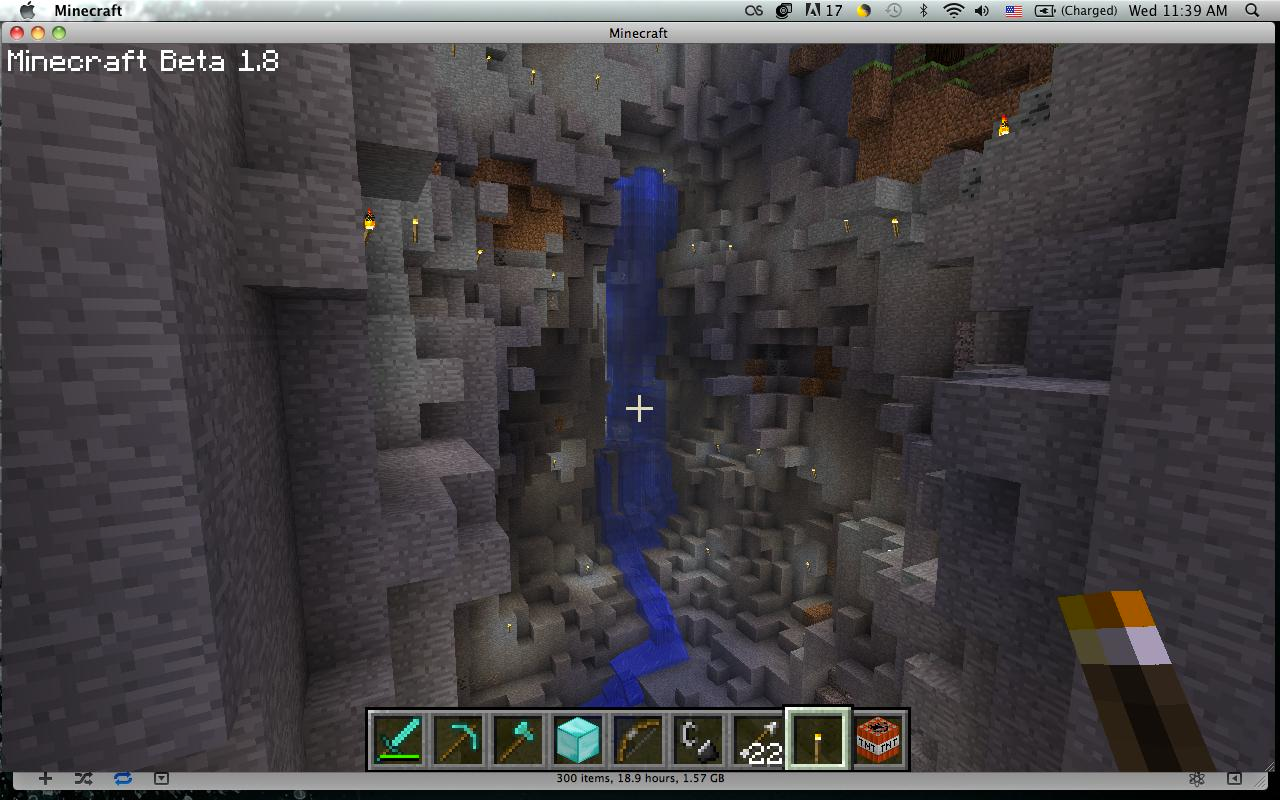 Minecraft 17 (Charged) Wed 11:39 AM
Minecraft
Minecraft Beta 1.8
22
TNT TNT
300 items, 18.9 hours, 1.57 GB